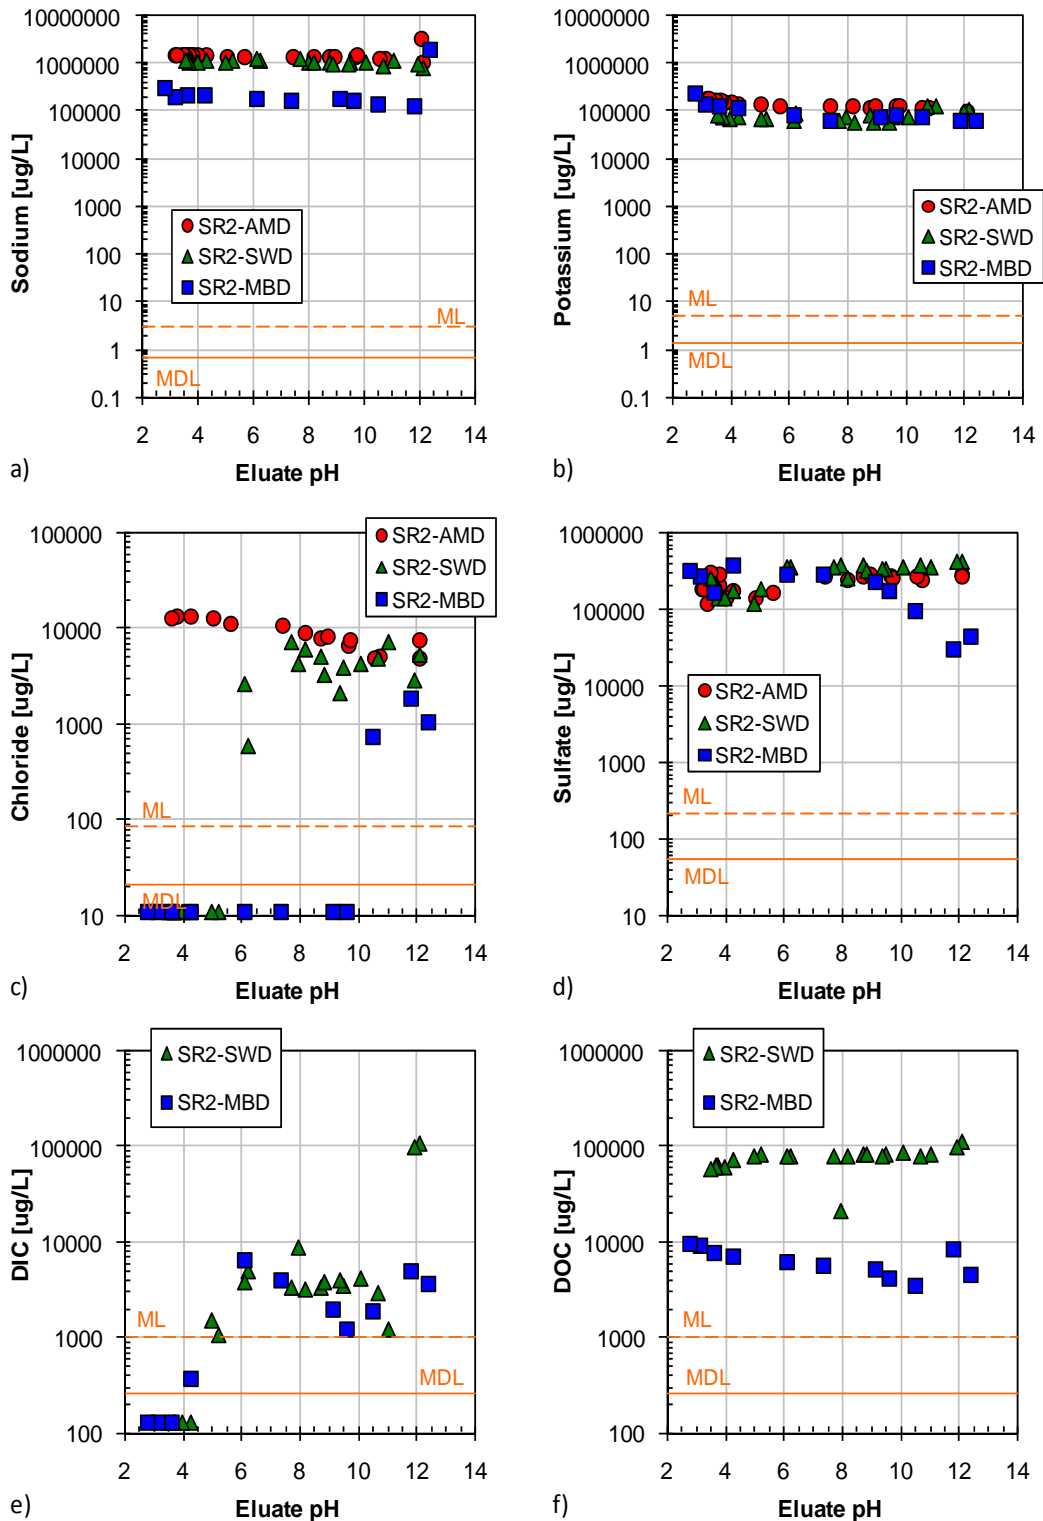 10000000
1000000
100000
10000
1000
100
10
1
0.1
Sodium [ug/L]
SR2-AMD
SR2-SWD
SR2-MBD
ML
MDL
2 4 6 8 10 12 14
a)
Eluate pH
10000000
1000000
100000
10000
1000
100
10
1
0.1
Potassium [ug/L]
SR2-AMD
SR2-SWD
SR2-MBD
ML
MDL
2 4 6 8 10 12 14
b)
Eluate pH
100000
10000
1000
100
10
Chloride [ug/L]
SR2-AMD
SR2-SWD
SR2-MBD
ML
MDL
2 4 6 8 10 12 14
c)
Eluate pH
1000000
100000
10000
1000
100
10
Sulfate [ug/L]
SR2-AMD
SR2-SWD
SR2-MBD
ML
MDL
2 4 6 8 10 12 14
d)
Eluate pH
1000000
100000
10000
1000
100
DIC [ug/L]
SR2-SWD
SR2-MBD
ML
MDL
2 4 6 8 10 12 14
e)
Eluate pH
1000000
100000
10000
1000
100
DOC [ug/L]
SR2-SWD
SR2-MBD
ML
MDL
2 4 6 8 10 12 14
f)
Eluate pH